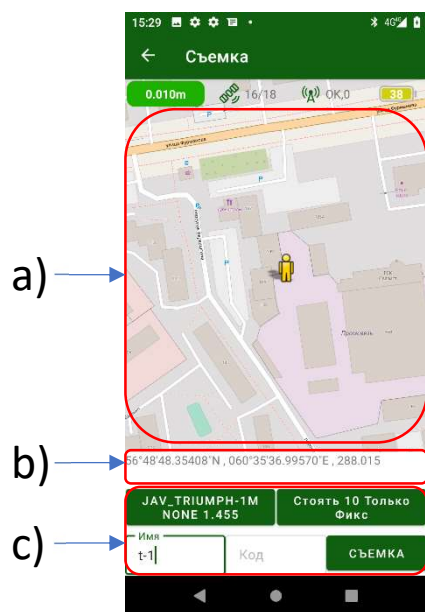 15:29 4G
Съемка
0.010m 16/18 OK,0 38
a)
P
P
P
b)
56°48'48.35408"N , 060°35'36.99570"E , 288.015
JAV_TRIUMPH-1M
NONE 1.455
Стоять 10 Только
Фикс
c)
Имя
t-1
Код
СЪЕМКА